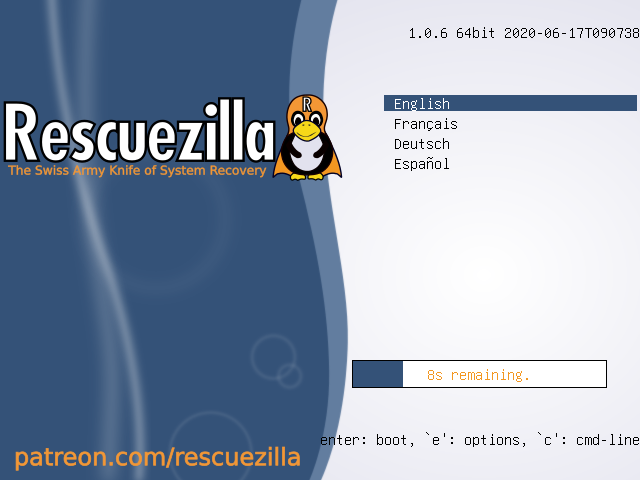 1.0.6 64bit 2020-06-17T090738
English
Français
Deutsch
Español
R
Rescuezilla
The Swiss Army Knife of System Recovery
8s remaining.
enter: boot, `e': options, `c': cmd-line
patreon.com/rescuezilla